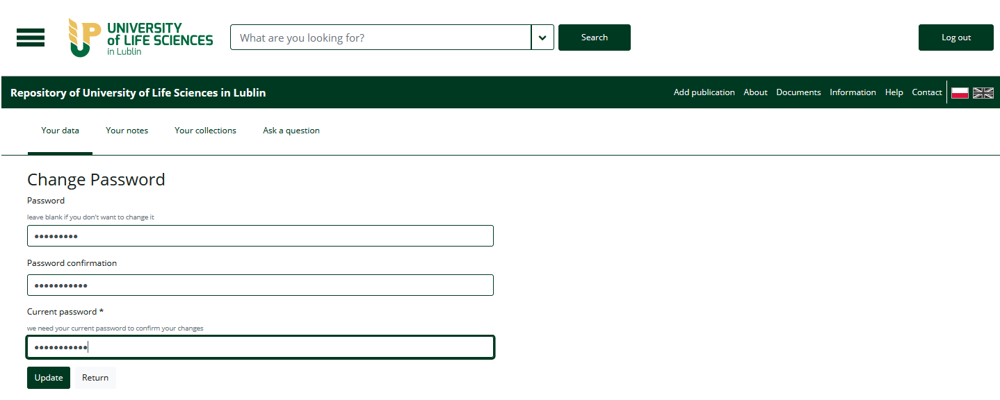 UP UNIVERSITY
of LIFE SCIENCES
in Lublin
What are you looking for?
Search
Log out
Repository of University of Life Sciences in Lublin
Add publication About Documents Information Help Contact
Your data Your notes Your collections Ask a question
Change Password
Password
leave blank if you don't want to change it
•••••••••
Password confirmation
•••••••••••
Current password *
we need your current password to confirm your changes
•••••••••••
Update Return